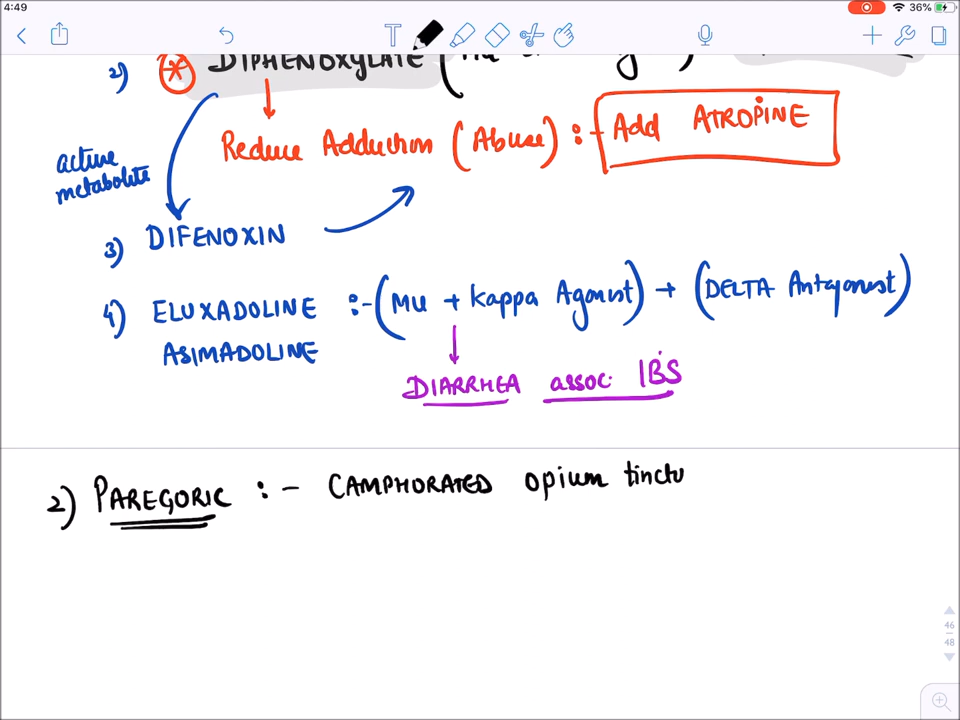 4:49
36%
T
2) * DIPHENOXYLATE (
Reduce Adduction (Abuse) :- Add ATROPINE
active
metabolite
3) DIFENOXIN
4) ELUXADOLINE :- (Mu + kappa Agonist) + (DELTA Antagonist)
ASIMADOLINE
DIARRHEA assoc. IBS
2) PAREGORIC :- CAMPHORATED opium tinctu
46
48